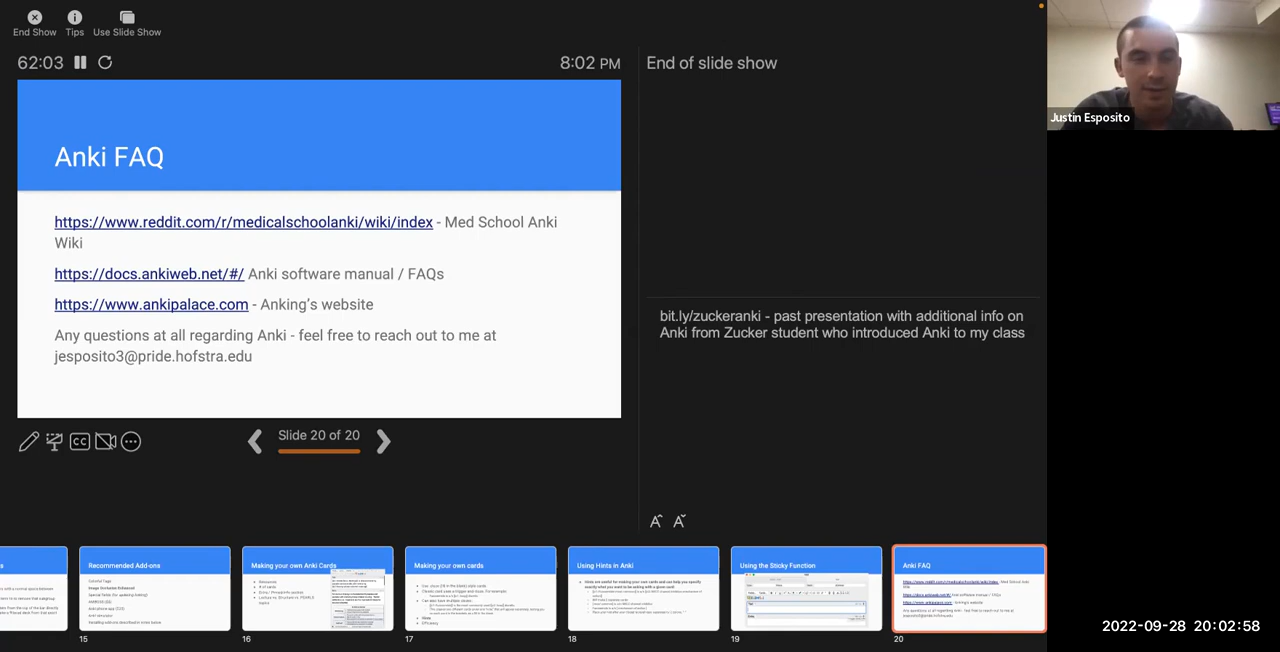 End Show
Tips
Use Slide Show
62:03
8:02 PM
Anki FAQ
https://www.reddit.com/r/medicalschoolanki/wiki/index - Med School Anki
Wiki
https://docs.ankiweb.net/#/ Anki software manual / FAQs
https://www.ankipalace.com - Anking's website
Any questions at all regarding Anki - feel free to reach out to me at
jesposito3@pride.hofstra.edu
CC
Slide 20 of 20
End of slide show
bit.ly/zuckeranki - past presentation with additional info on
Anki from Zucker student who introduced Anki to my class
A A
Justin Esposito
Recommended Add-ons
15
Making your own Anki Cards
16
Making your own cards
17
Using Hints in Anki
18
Using the Sticky Function
19
Anki FAQ
20
2022-09-28 20:02:58